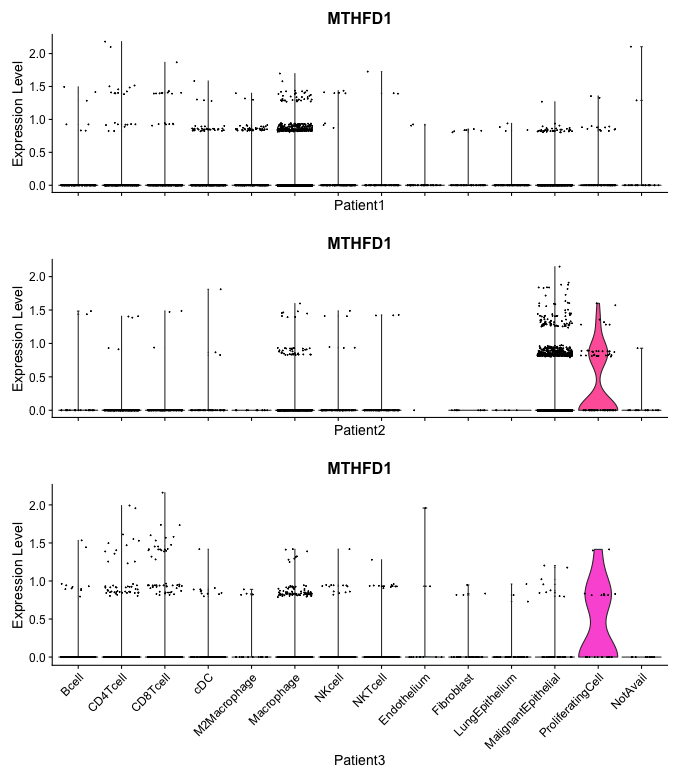 MTHFD1
Expression Level
2.0
1.5
1.0
0.5
0.0
Patient1
MTHFD1
Expression Level
2.0
1.5
1.0
0.5
0.0
Patient2
MTHFD1
Expression Level
2.0
1.5
1.0
0.5
0.0
Bcell
CD4Tcell
CD8Tcell
cDC
M2Macrophage
Macrophage
NKcell
NKTcell
Endothelium
Fibroblast
LungEpithelium
MalignantEpithelial
ProliferatingCell
NotAvail
Patient3